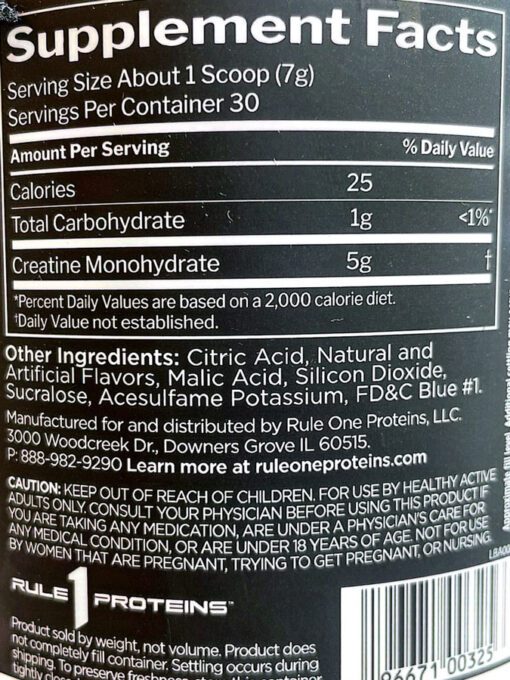 Supplement Facts
Serving Size About 1 Scoop (7g)
Servings Per Container 30
Amount Per Serving % Daily Value
Calories 25
Total Carbohydrate 1g <1%*
Creatine Monohydrate 5g †
*Percent Daily Values are based on a 2,000 calorie diet.
†Daily Value not established.
Other Ingredients: Citric Acid, Natural and
Artificial Flavors, Malic Acid, Silicon Dioxide,
Sucralose, Acesulfame Potassium, FD&C Blue #1.
Manufactured for and distributed by Rule One Proteins, LLC.
3000 Woodcreek Dr., Downers Grove IL 60515.
P: 888-982-9290 Learn more at ruleoneproteins.com
CAUTION: KEEP OUT OF REACH OF CHILDREN. FOR USE BY HEALTHY ACTIVE
ADULTS ONLY. CONSULT YOUR PHYSICIAN BEFORE USING THIS PRODUCT IF
YOU ARE TAKING ANY MEDICATION, ARE UNDER A PHYSICIAN'S CARE FOR
ANY MEDICAL CONDITION, OR ARE UNDER 18 YEARS OF AGE. NOT FOR USE
BY WOMEN THAT ARE PREGNANT, TRYING TO GET PREGNANT, OR NURSING.
RULE 1 PROTEINS™
Product sold by weight, not volume. Product does
not completely fill container. Settling occurs during
shipping. To preserve freshness
tightly
96671 00325
Approximate fill level.